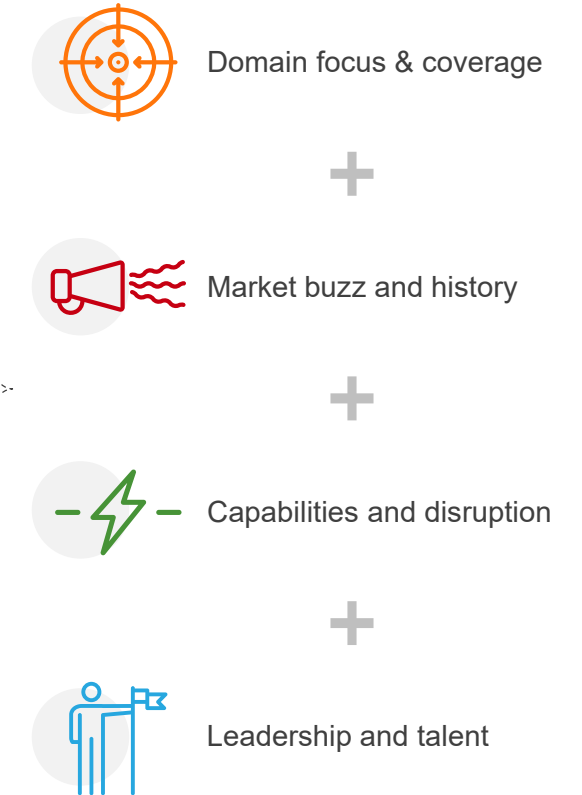 Domain focus & coverage
+
Market buzz and history
+
Capabilities and disruption
+
Leadership and talent